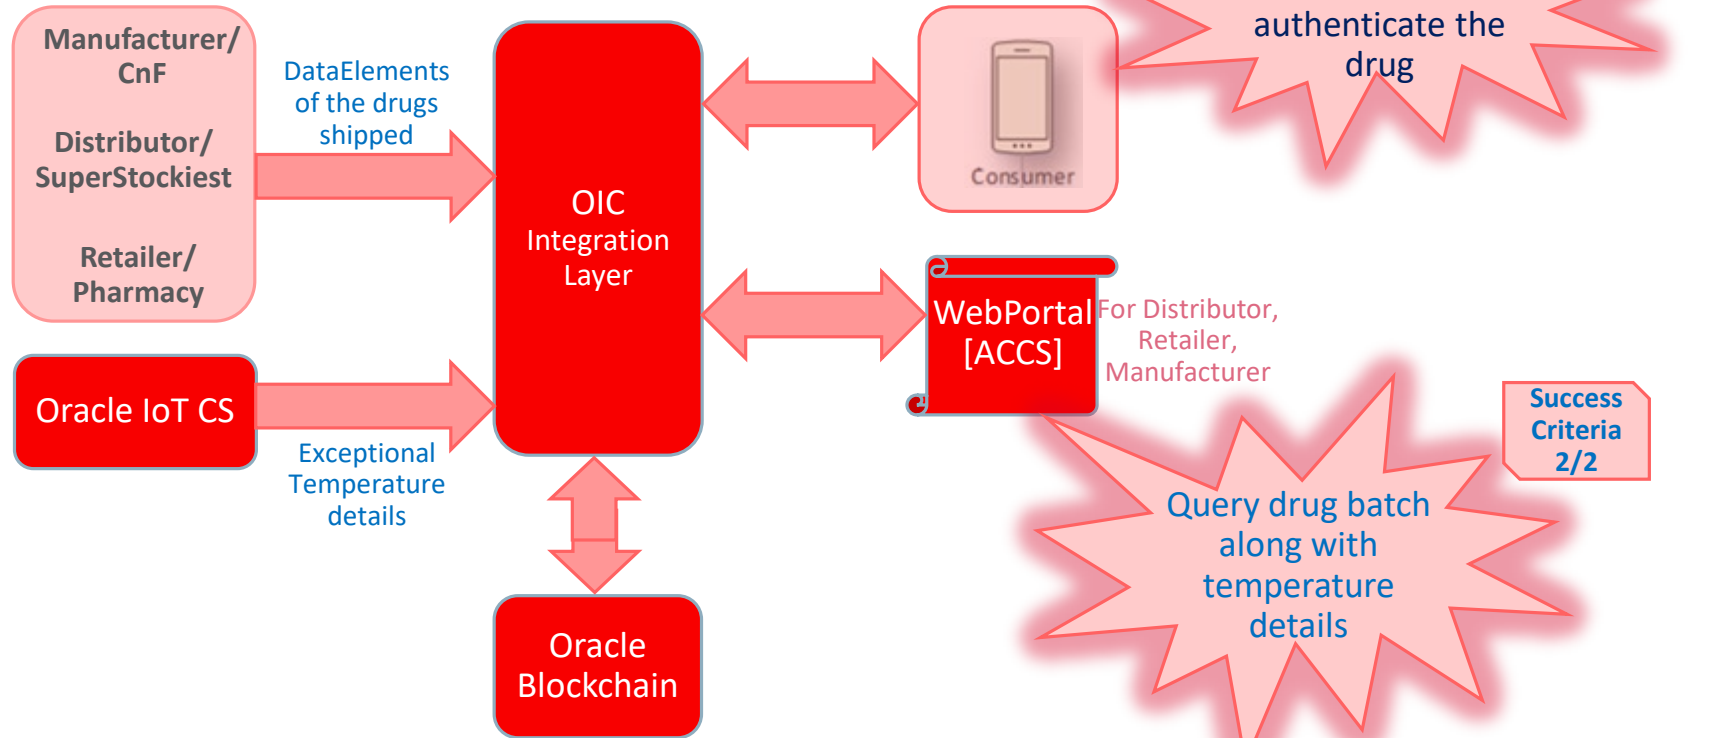 Manufacturer/
CnF
Distributor/
SuperStockiest
Retailer/
Pharmacy
DataElements
of the drugs
shipped
Oracle IoT CS
Exceptional
Temperature
details
OIC
Integration
Layer
Oracle
Blockchain
Consumer
authenticate the
drug
WebPortal
[ACCS]
For Distributor,
Retailer,
Manufacturer
Success
Criteria
2/2
Query drug batch
along with
temperature
details